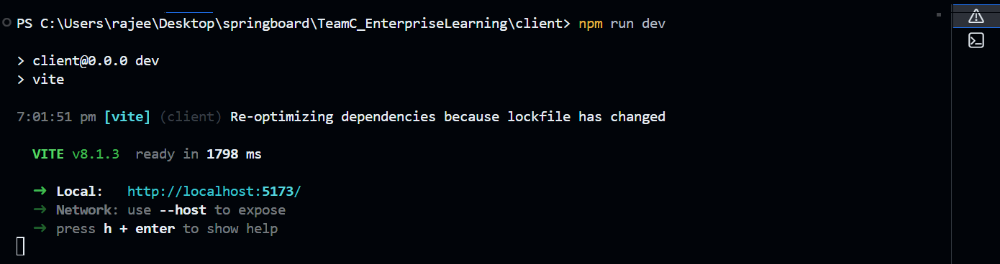 PS C:\Users\rajee\Desktop\springboard\TeamC_EnterpriseLearning\client> npm run dev
> client@0.0.0 dev
> vite
7:01:51 pm [vite] (client) Re-optimizing dependencies because lockfile has changed
VITE v8.1.3 ready in 1798 ms
➜ Local: http://localhost:5173/
➜ Network: use --host to expose
➜ press h + enter to show help